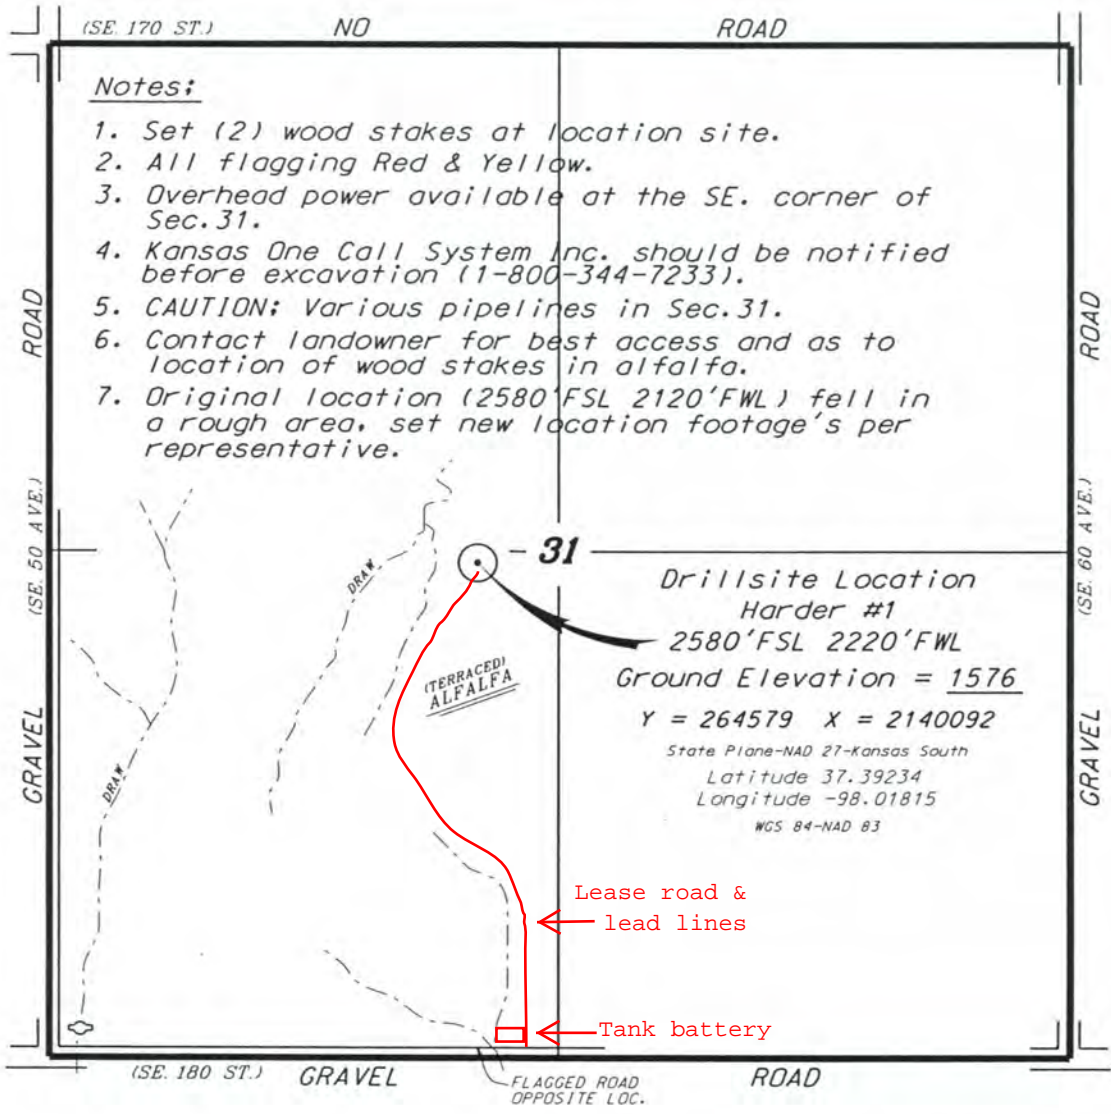 (SE. 170 ST.) NO ROAD
Notes:
1. Set (2) wood stakes at location site.
2. All flagging Red & Yellow.
3. Overhead power available at the SE. corner of
Sec.31.
4. Kansas One Call System Inc. should be notified
before excavation (1-800-344-7233).
5. CAUTION: Various pipelines in Sec.31.
6. Contact landowner for best access and as to
location of wood stakes in alfalfa.
7. Original location (2580'FSL 2120'FWL) fell in
a rough area, set new location footage's per
representative.
GRAVEL (SE. 50 AVE.) ROAD
GRAVEL (SE. 60 AVE.) ROAD
31
DRAW
DRAW
(TERRACED)
ALFALFA
Drillsite Location
Harder #1
2580'FSL 2220'FWL
Ground Elevation = 1576
Y = 264579 X = 2140092
State Plane-NAD 27-Kansas South
Latitude 37.39234
Longitude -98.01815
WGS 84-NAD 83
Lease road &
lead lines
Tank battery
(SE. 180 ST.) GRAVEL ROAD
FLAGGED ROAD
OPPOSITE LOC.